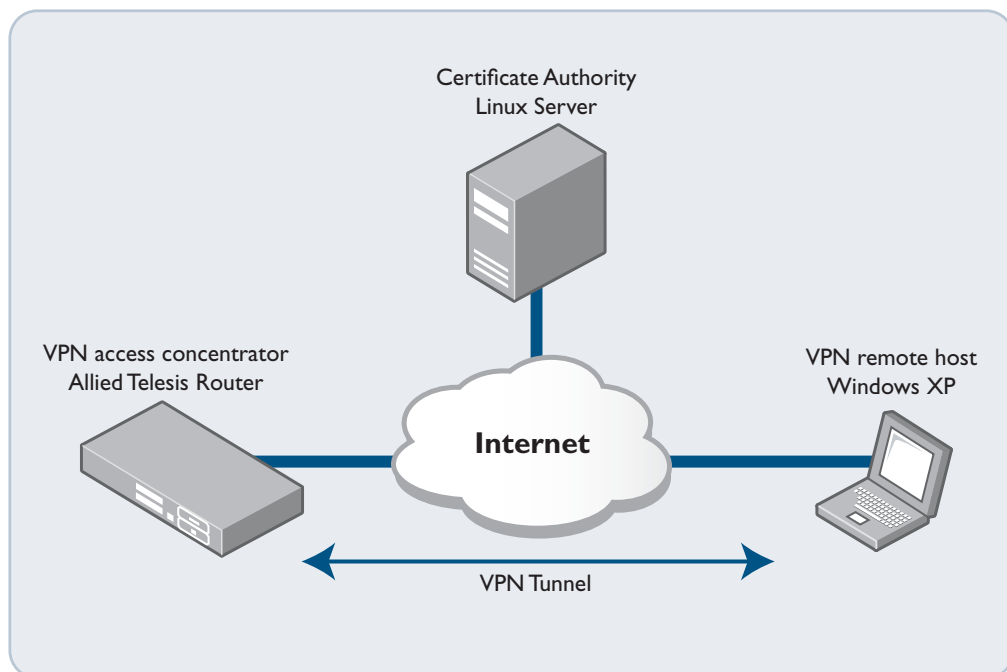 Certificate Authority
Linux Server
VPN access concentrator
Allied Telesis Router
VPN remote host
Windows XP
Internet
VPN Tunnel